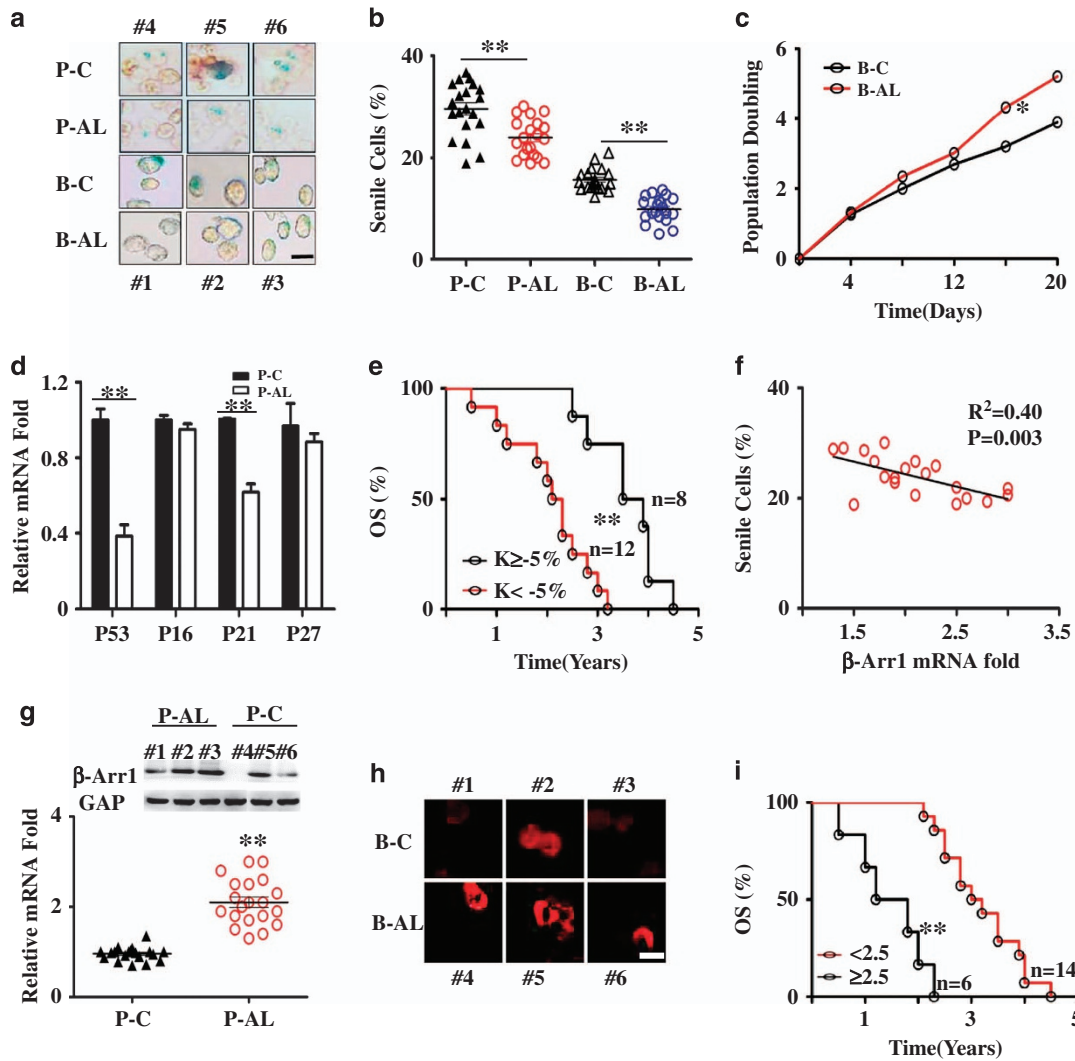 a
#4 #5 #6
P-C
P-AL
B-C
B-AL
#1 #2 #3
b
Senile Cells (%)
40
20
0
** **
P-C P-AL B-C B-AL
c
Population Doubling
6
4
2
0
B-C
B-AL
*
4 12 20
Time(Days)
d
Relative mRNA Fold
1.2
0.8
0.4
0
P-C
P-AL
** **
P53 P16 P21 P27
e
OS (%)
100
50
0
n=8
**
n=12
K≥-5%
K< -5%
1 3 5
Time(Years)
f
Senile Cells (%)
40
20
0
R²=0.40
P=0.003
1.5 2.5 3.5
β-Arr1 mRNA fold
g
P-AL P-C
#1 #2 #3 #4#5#6
β-Arr1
GAP
Relative mRNA Fold
4
2
0
**
P-C P-AL
h
#1 #2 #3
B-C
B-AL
#4 #5 #6
i
OS (%)
100
50
0
**
<2.5
≥2.5
n=6
n=14
1 3 5
Time(Years)